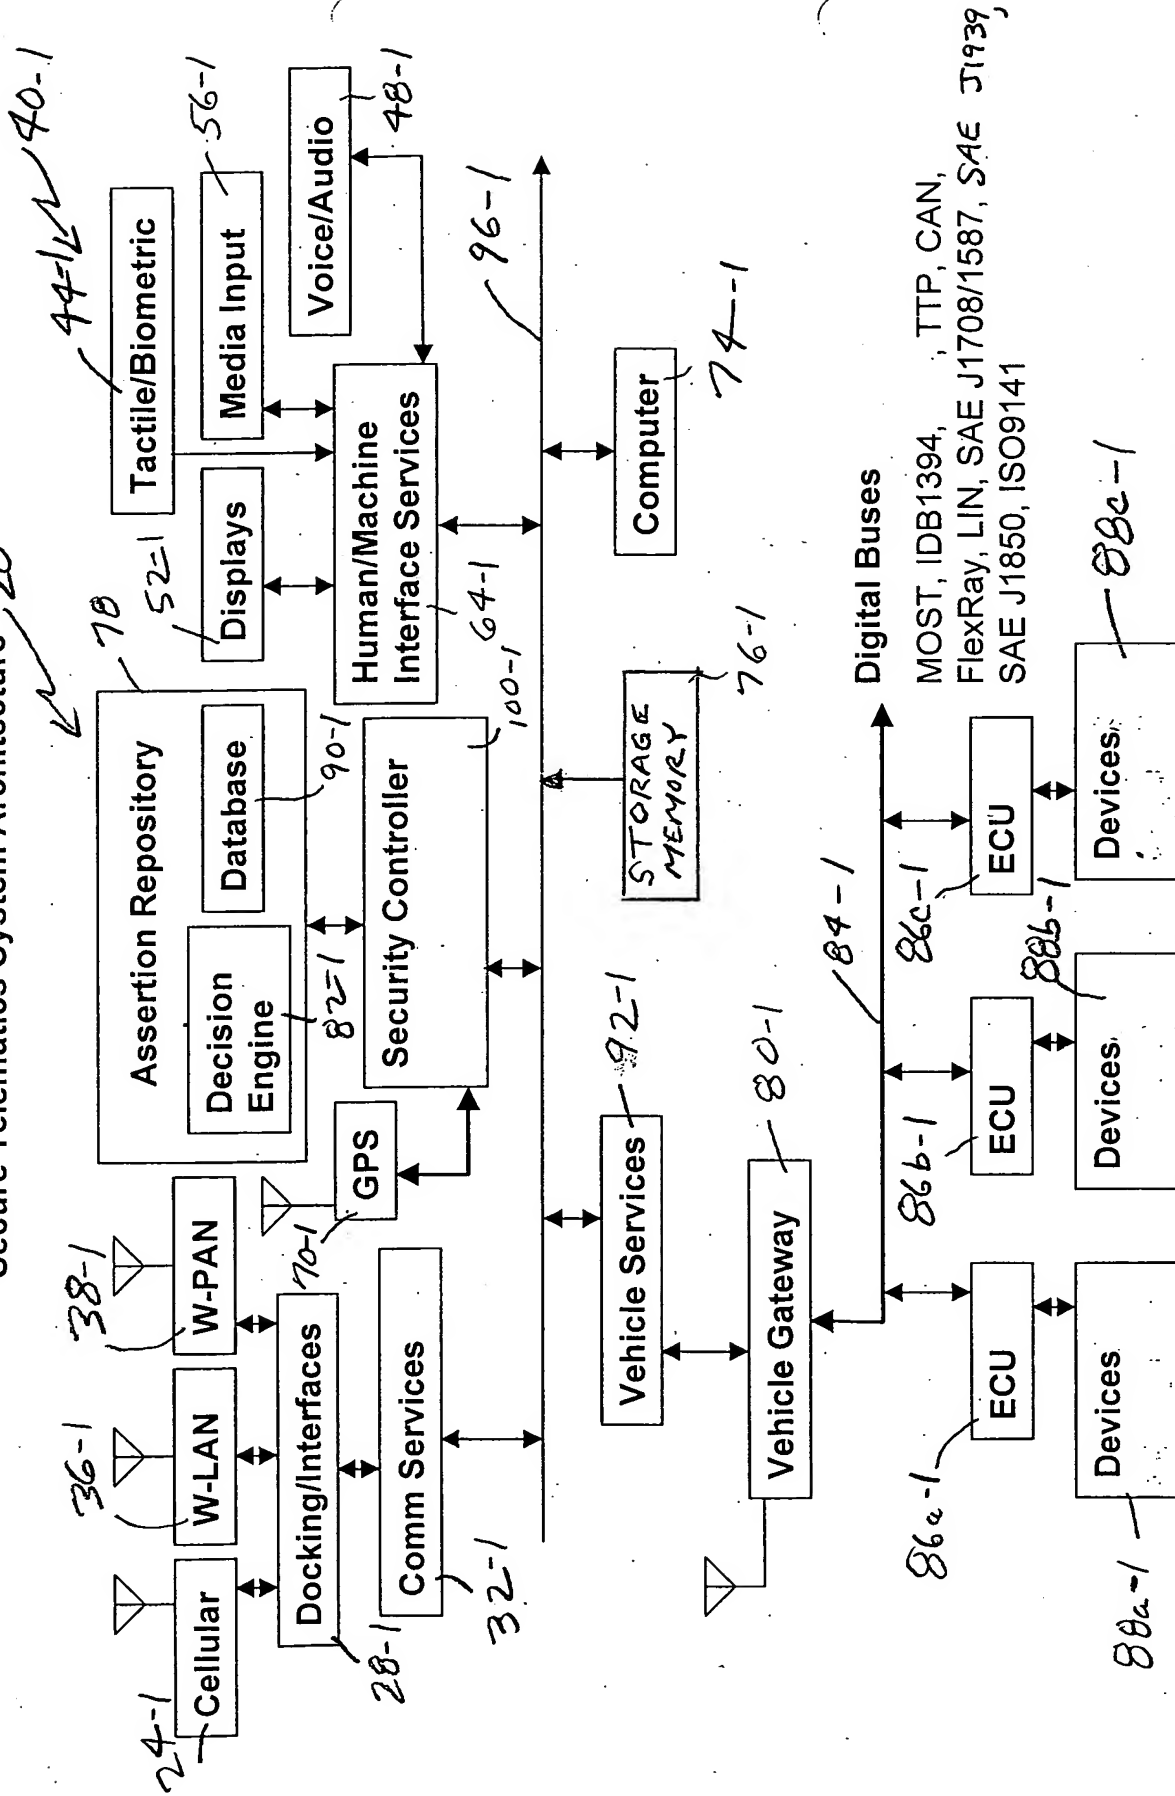 Secure Telematics System Architecture
20
40-1
44-1
Tactile/Biometric
78
52-1
56-1
Assertion Repository
Displays
Media Input
48-1
Voice/Audio
38-1
36-1
24-1
Cellular
W-LAN
W-PAN
Decision
Engine
Database
82-1
90-1
Human/Machine
Interface Services
64-1
70-1
GPS
Docking/Interfaces
28-1
Security Controller
100-1
Comm Services
32-1
96-1
92-1
Vehicle Services
STORAGE
MEMORY
76-1
Computer
74-1
Vehicle Gateway
80-1
84-1
Digital Buses
MOST, IDB1394, , TTP, CAN,
FlexRay, LIN, SAE J1708/1587, SAE J1939,
SAE J1850, ISO9141
86a-1
86b-1
86c-1
ECU
ECU
ECU
88a-1
88b-1
88c-1
Devices
Devices
Devices